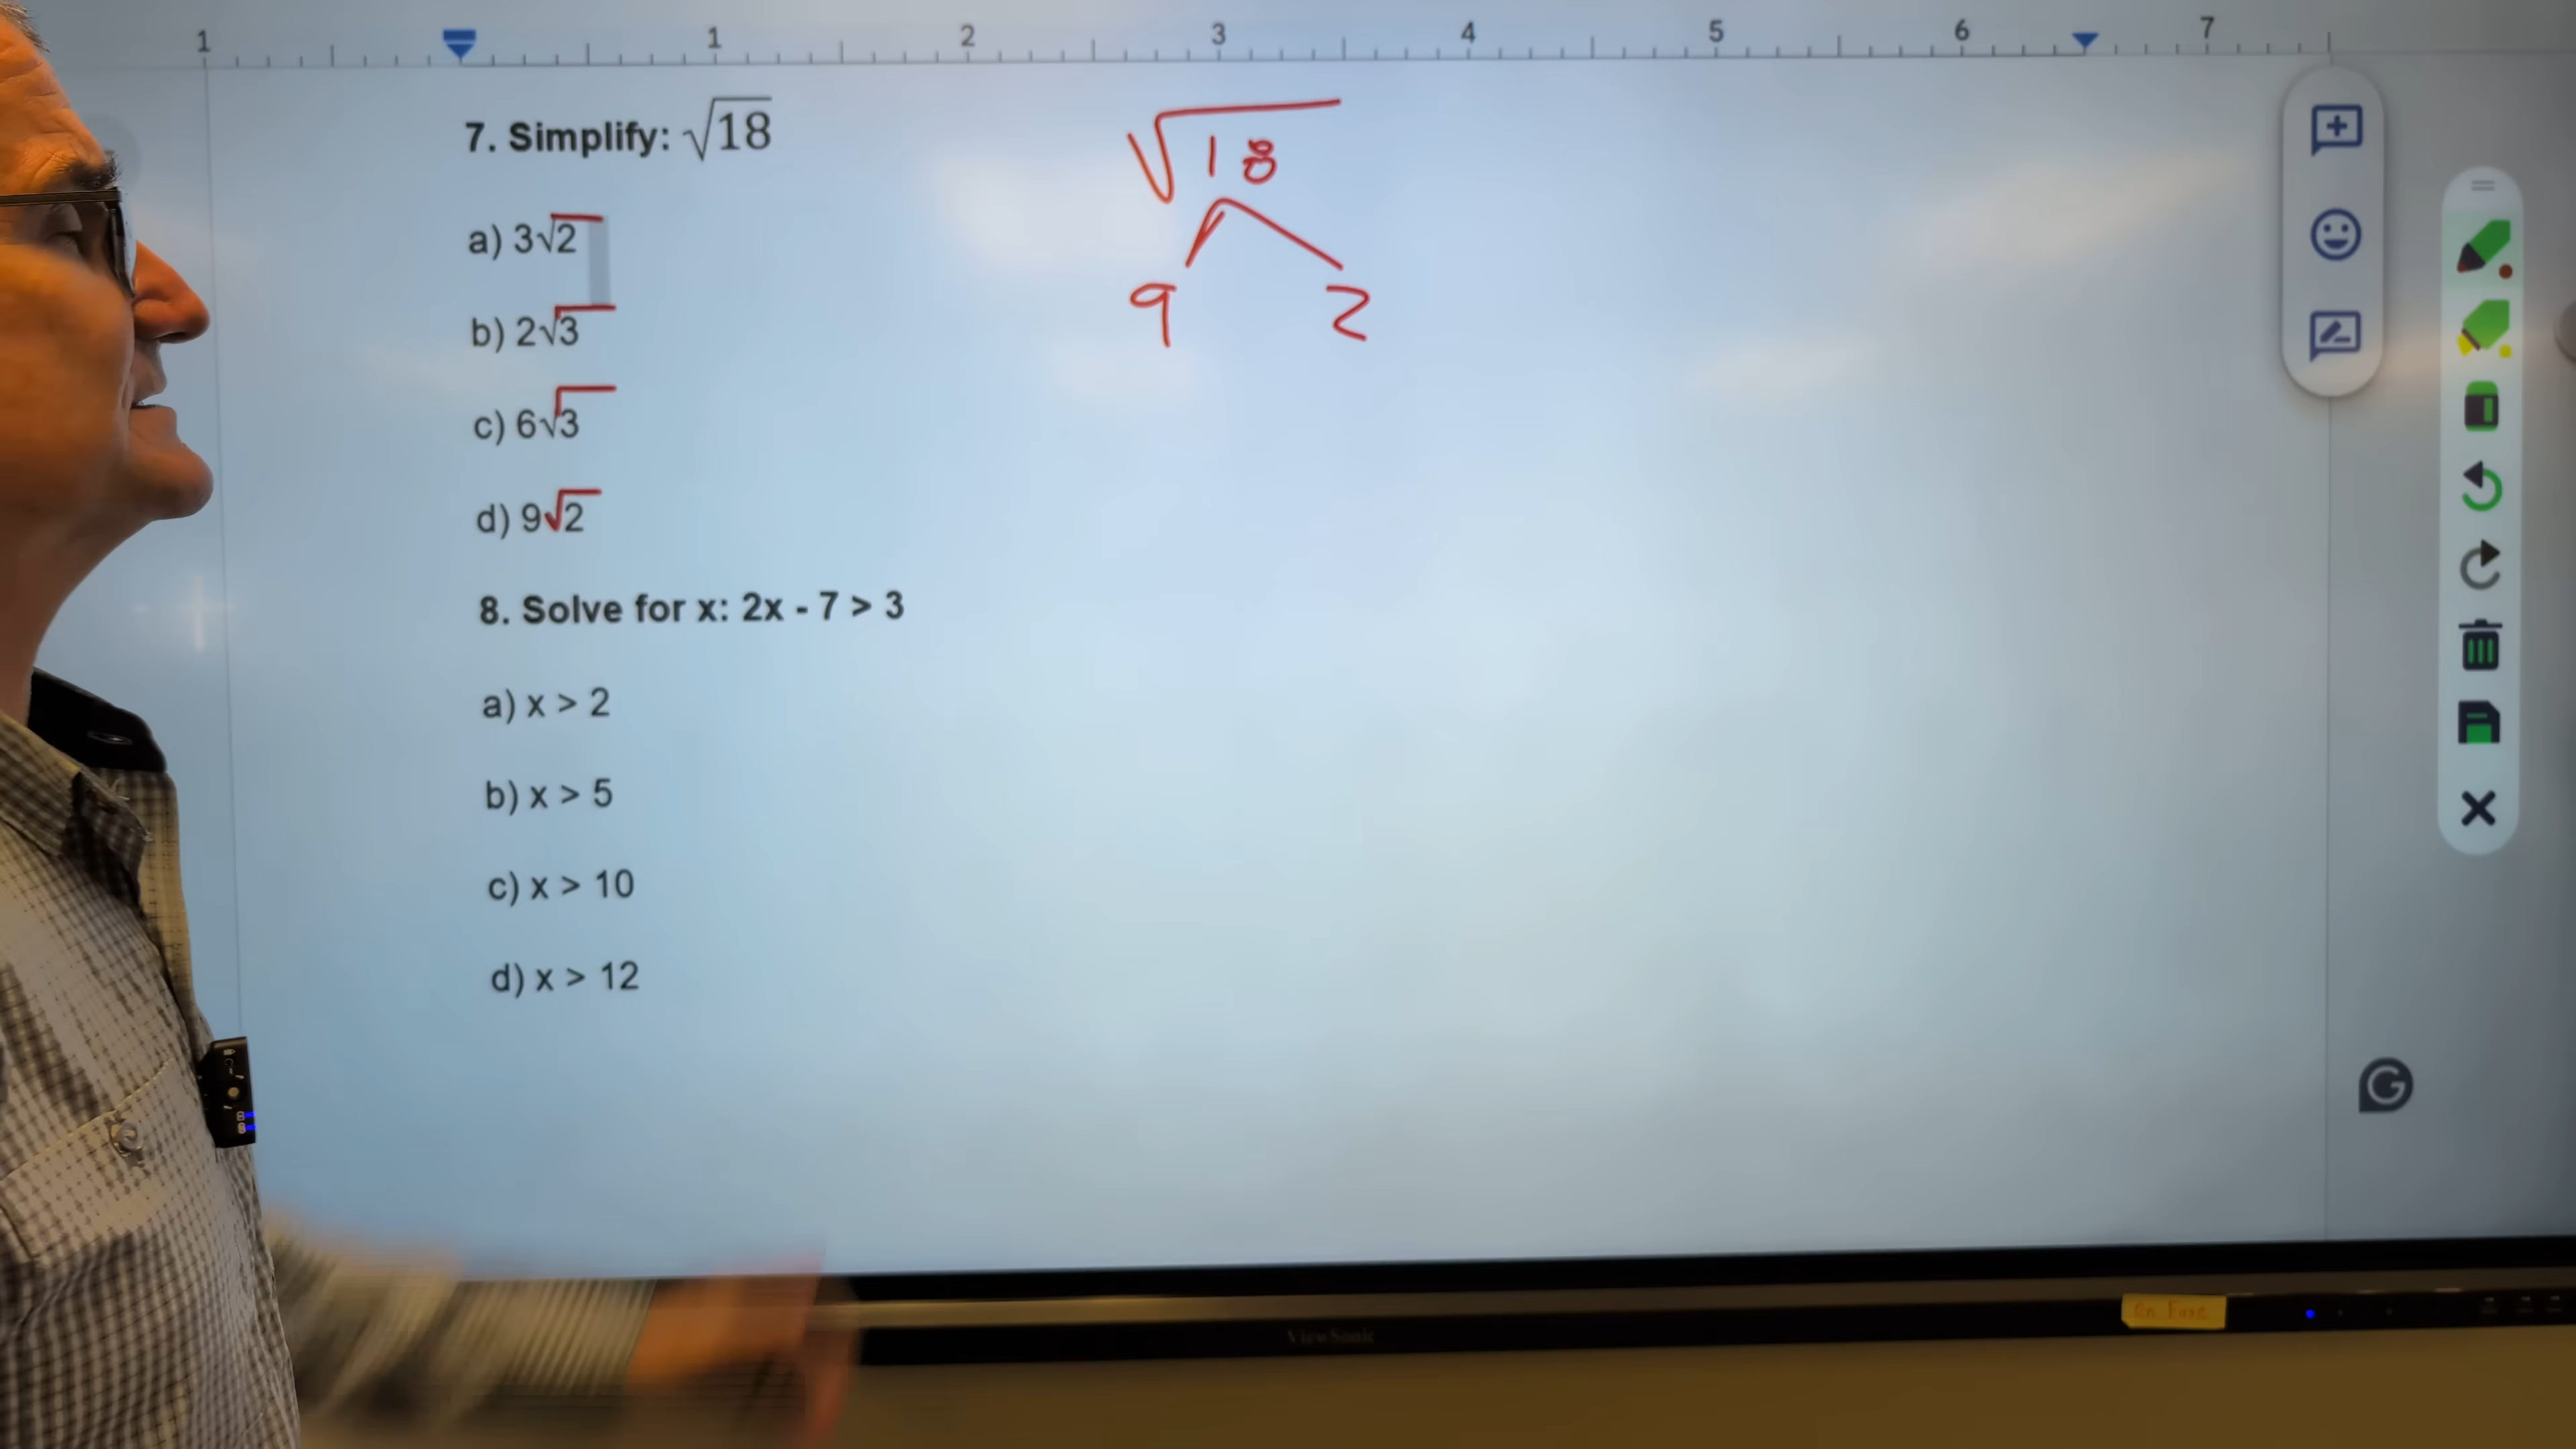 1 1 2 3 4 5 6 7
7. Simplify: √18
√18
a) 3√2
9 2
b) 2√3
c) 6√3
d) 9√2
8. Solve for x: 2x - 7 > 3
a) x > 2
b) x > 5
c) x > 10
d) x > 12
G
ViewSonic